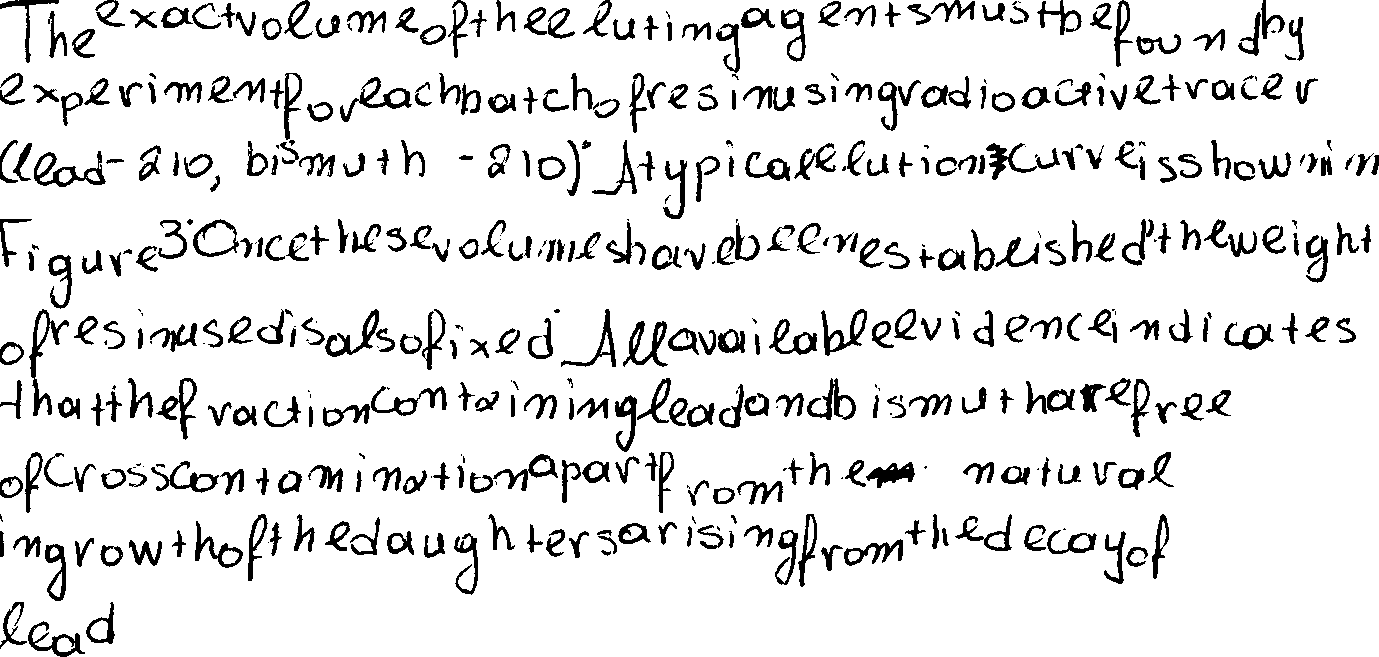 The exact volume of the eluting agents must be found by
experiment for each batch of resin using radioactive tracer
(lead-210, bismuth -210). A typical elution curve is shown in
Figure 3. Once these volumes have been established the weight
of resin used is also fixed. All available evidence indicates
that the fraction containing lead and bismuth are free
of cross contamination apart from the natural
ingrowth of the daughters arising from the decay of
lead